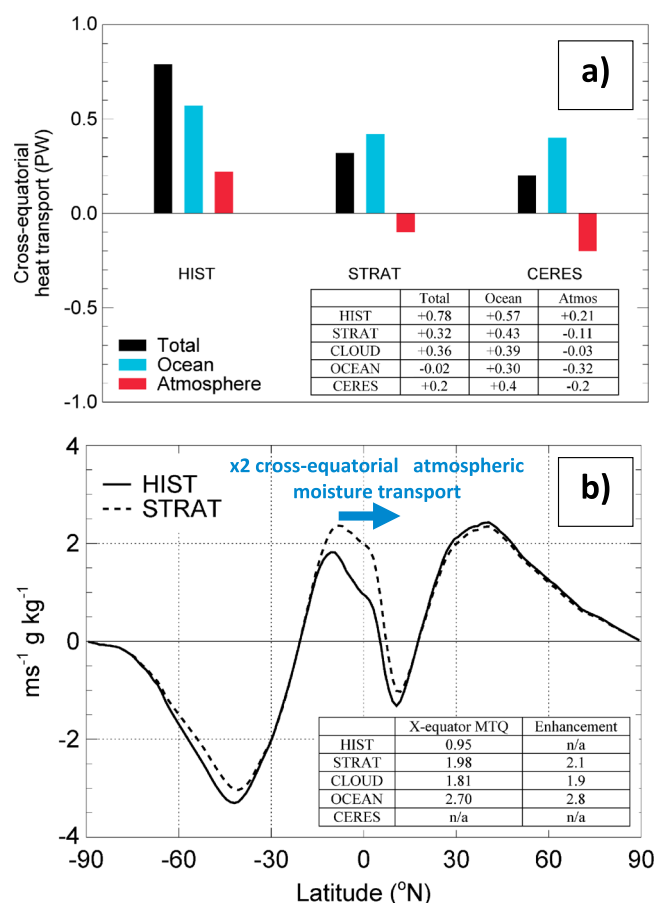 1.0
a)
0.5
0.0
-0.5
-1.0
Cross-equatorial
heat transport (PW)
HIST STRAT CERES
Total
Ocean
Atmosphere
Total Ocean Atmos
HIST +0.78 +0.57 +0.21
STRAT +0.32 +0.43 -0.11
CLOUD +0.36 +0.39 -0.03
OCEAN -0.02 +0.30 -0.32
CERES +0.2 +0.4 -0.2
4
2
0
-2
-4
ms-1 g kg-1
HIST
STRAT
x2 cross-equatorial atmospheric
moisture transport
b)
X-equator MTQ Enhancement
HIST 0.95 n/a
STRAT 1.98 2.1
CLOUD 1.81 1.9
OCEAN 2.70 2.8
CERES n/a n/a
-90 -60 -30 0 30 60 90
Latitude (oN)